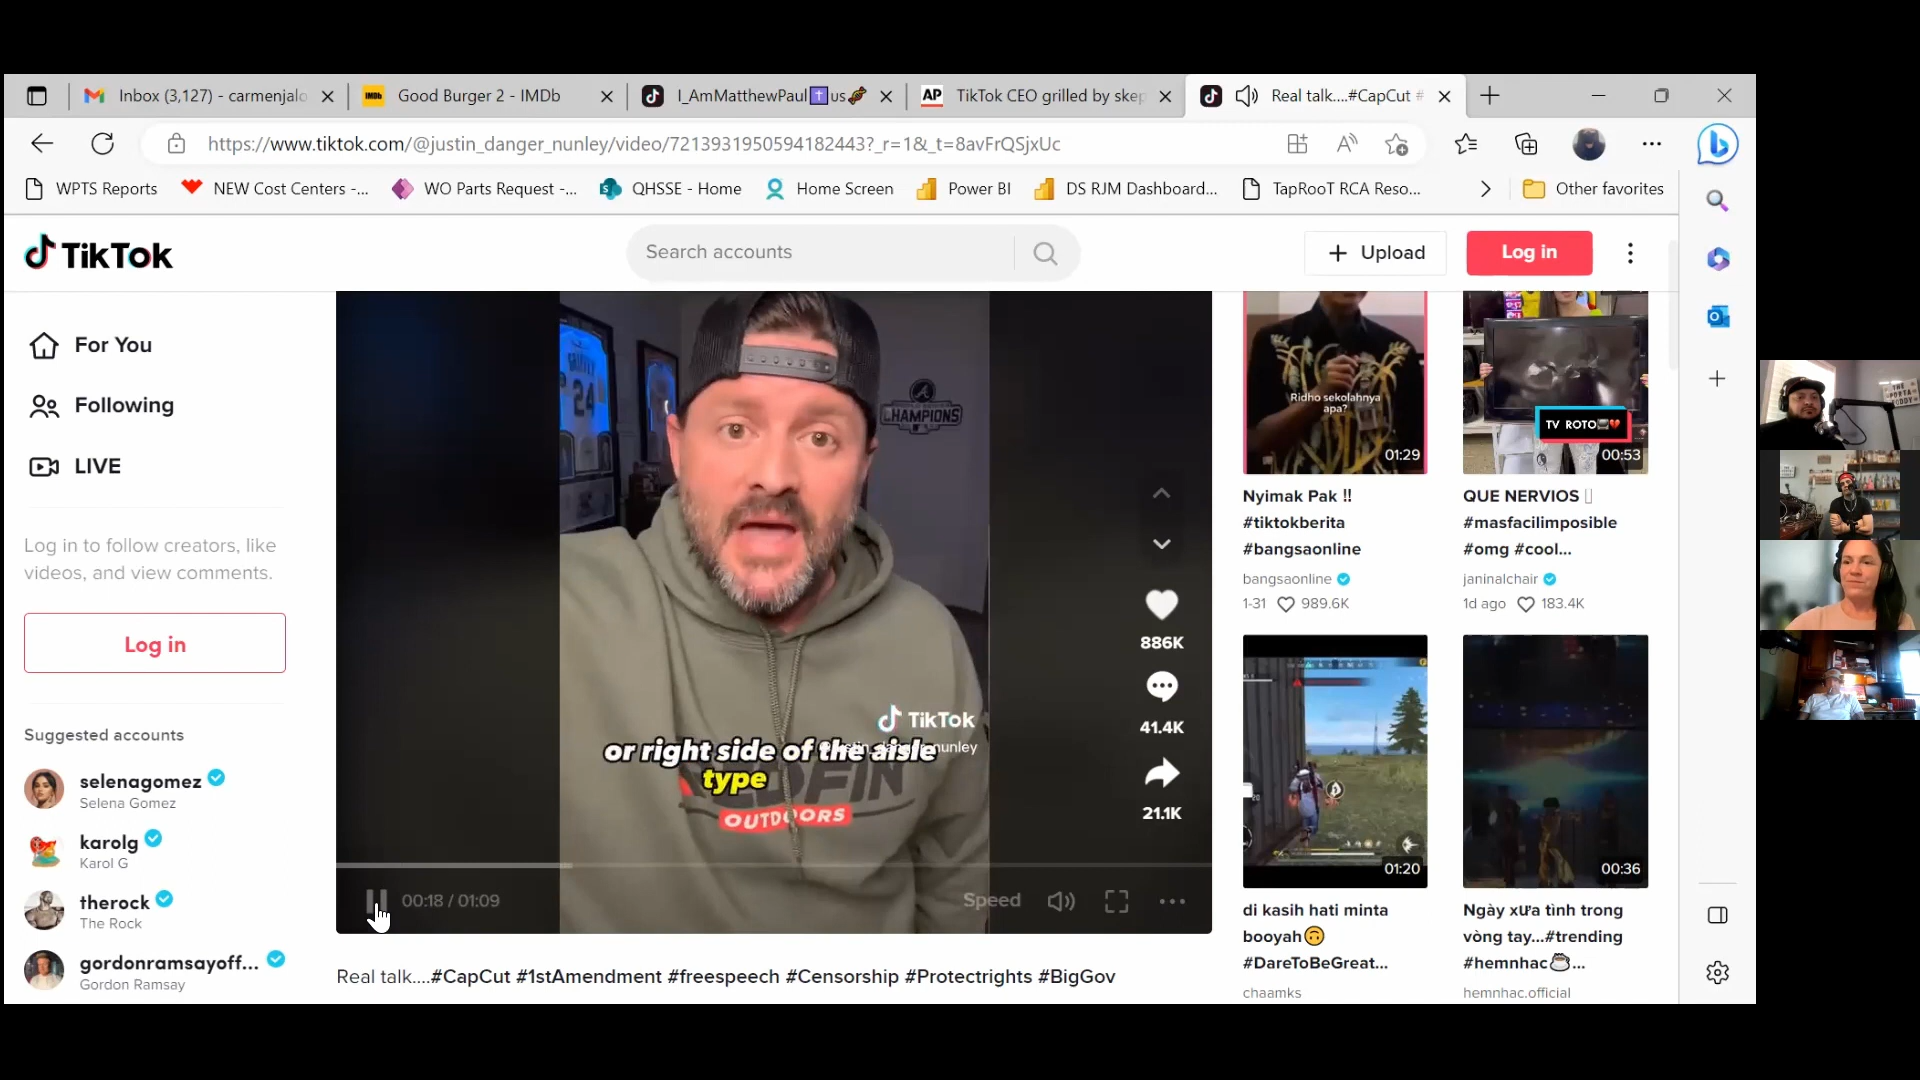 Inbox (3,127) - carmenjalo
Good Burger 2 - IMDb
I_AmMatthewPaul✝️us
AP TikTok CEO grilled by skep
Real talk....#CapCut #
https://www.tiktok.com/@justin_danger_nunley/video/7213931950594182443?_r=1&_t=8avFrQSjxUc
WPTS Reports
NEW Cost Centers -...
WO Parts Request -...
QHSSE - Home
Home Screen
Power BI
DS RJM Dashboard...
TapRooT RCA Reso...
Other favorites
TikTok
Search accounts
+ Upload
Log in
For You
Following
LIVE
Log in to follow creators, like
videos, and view comments.
Log in
Suggested accounts
selenagomez
Selena Gomez
karolg
Karol G
therock
The Rock
gordonramsayoff...
Gordon Ramsay
24
CHAMPIONS
TikTok
or right side of the aisle
type
OUTDOORS
886K
41.4K
21.1K
00:18 / 01:09
Speed
Real talk....#CapCut #1stAmendment #freespeech #Censorship #Protectrights #BigGov
Ridho sekolahnya
apa?
01:29
Nyimak Pak ‼
#tiktokberita
#bangsaonline
bangsaonline
1-31 989.6K
TV ROTO
00:53
QUE NERVIOS
#masfacilimposible
#omg #cool...
janinalchair
1d ago 183.4K
01:20
di kasih hati minta
booyah🙃
#DareToBeGreat...
chaamks
00:36
Ngày xưa tình trong
vòng tay...#trending
#hemnhac☕...
hemnhac.official